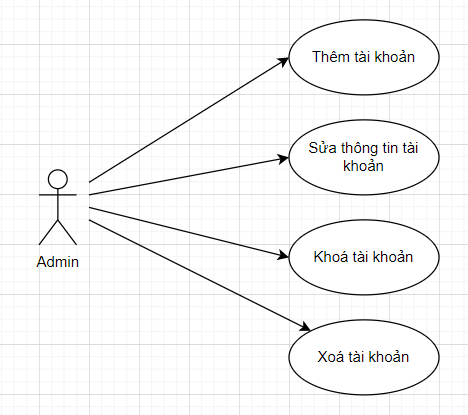 Thêm tài khoản
Sửa thông tin tài
khoản
Admin
Khoá tài khoản
Xoá tài khoản